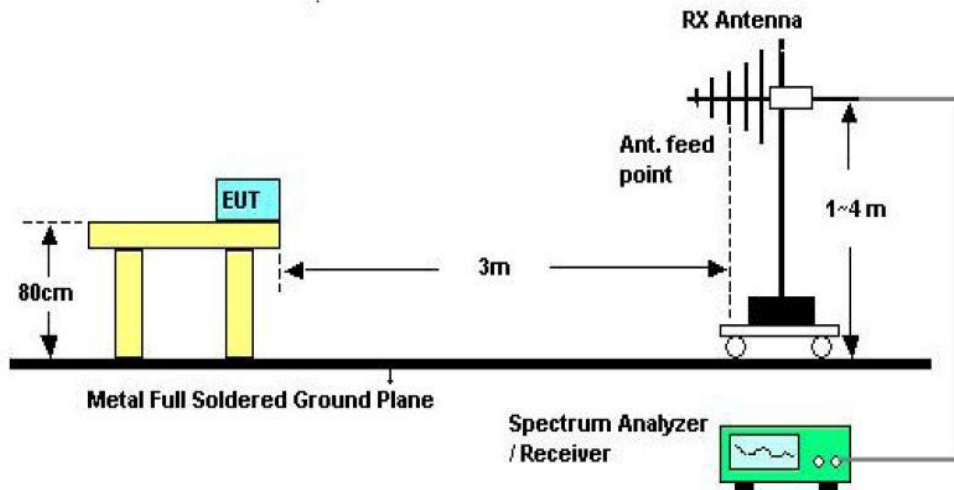 RX Antenna
Ant. feed
point
EUT
1~4 m
3m
80cm
Metal Full Soldered Ground Plane
Spectrum Analyzer
/ Receiver